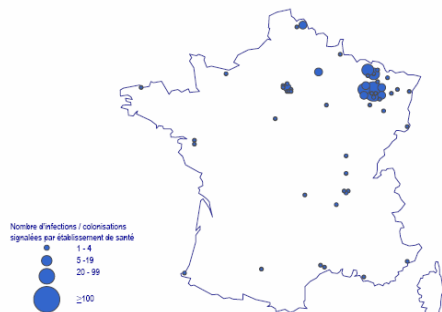 Nombre d'infections / colonisations
signalées par établissement de santé
1 - 4
5 -19
20 - 99
≥100